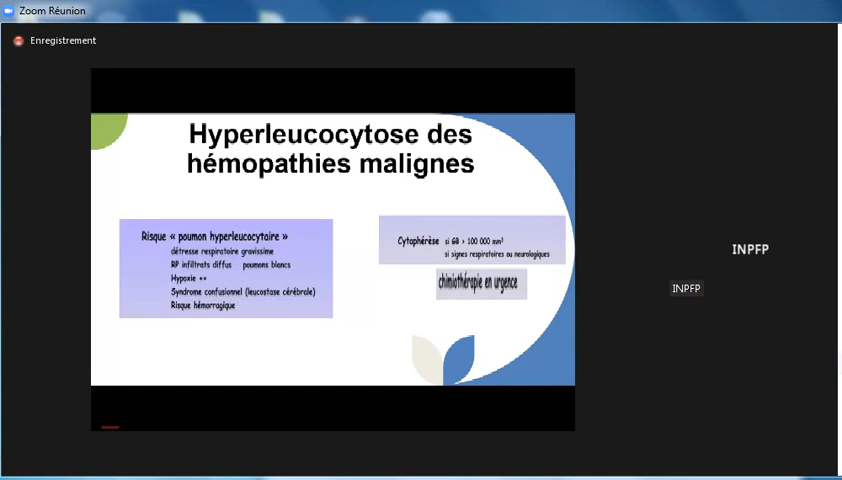 Zoom Réunion
Enregistrement
Hyperleucocytose des
hémopathies malignes
Risque « poumon hyperleucocytaire »
détresse respiratoire gravissime
RP infiltrats diffus poumons blancs
Hypoxie ++
Syndrome confusionnel (leucostase cérébrale)
Risque hémorragique
Cytaphérèse si GB > 100 000 mm³
si signes respiratoires ou neurologiques
chimiothérapie en urgence
INPFP
INPFP